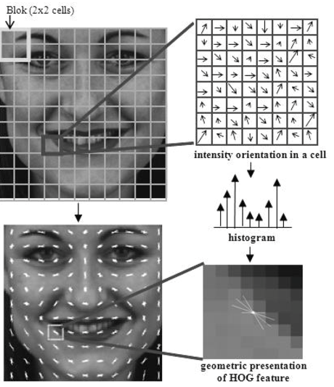 Blok (2x2 cells)
intensity orientation in a cell
histogram
geometric presentation
of HOG feature